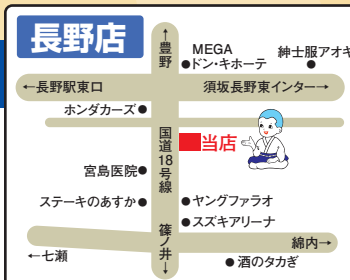 長野店
↑豊野
MEGA
ドン・キホーテ
紳士服アオキ
←長野駅東口
須坂長野東インター→
ホンダカーズ
国道18号線
当店
宮島医院
ステーキのあすか
ヤングファラオ
スズキアリーナ
篠ノ井↓
綿内→
←七瀬
酒のタカぎ